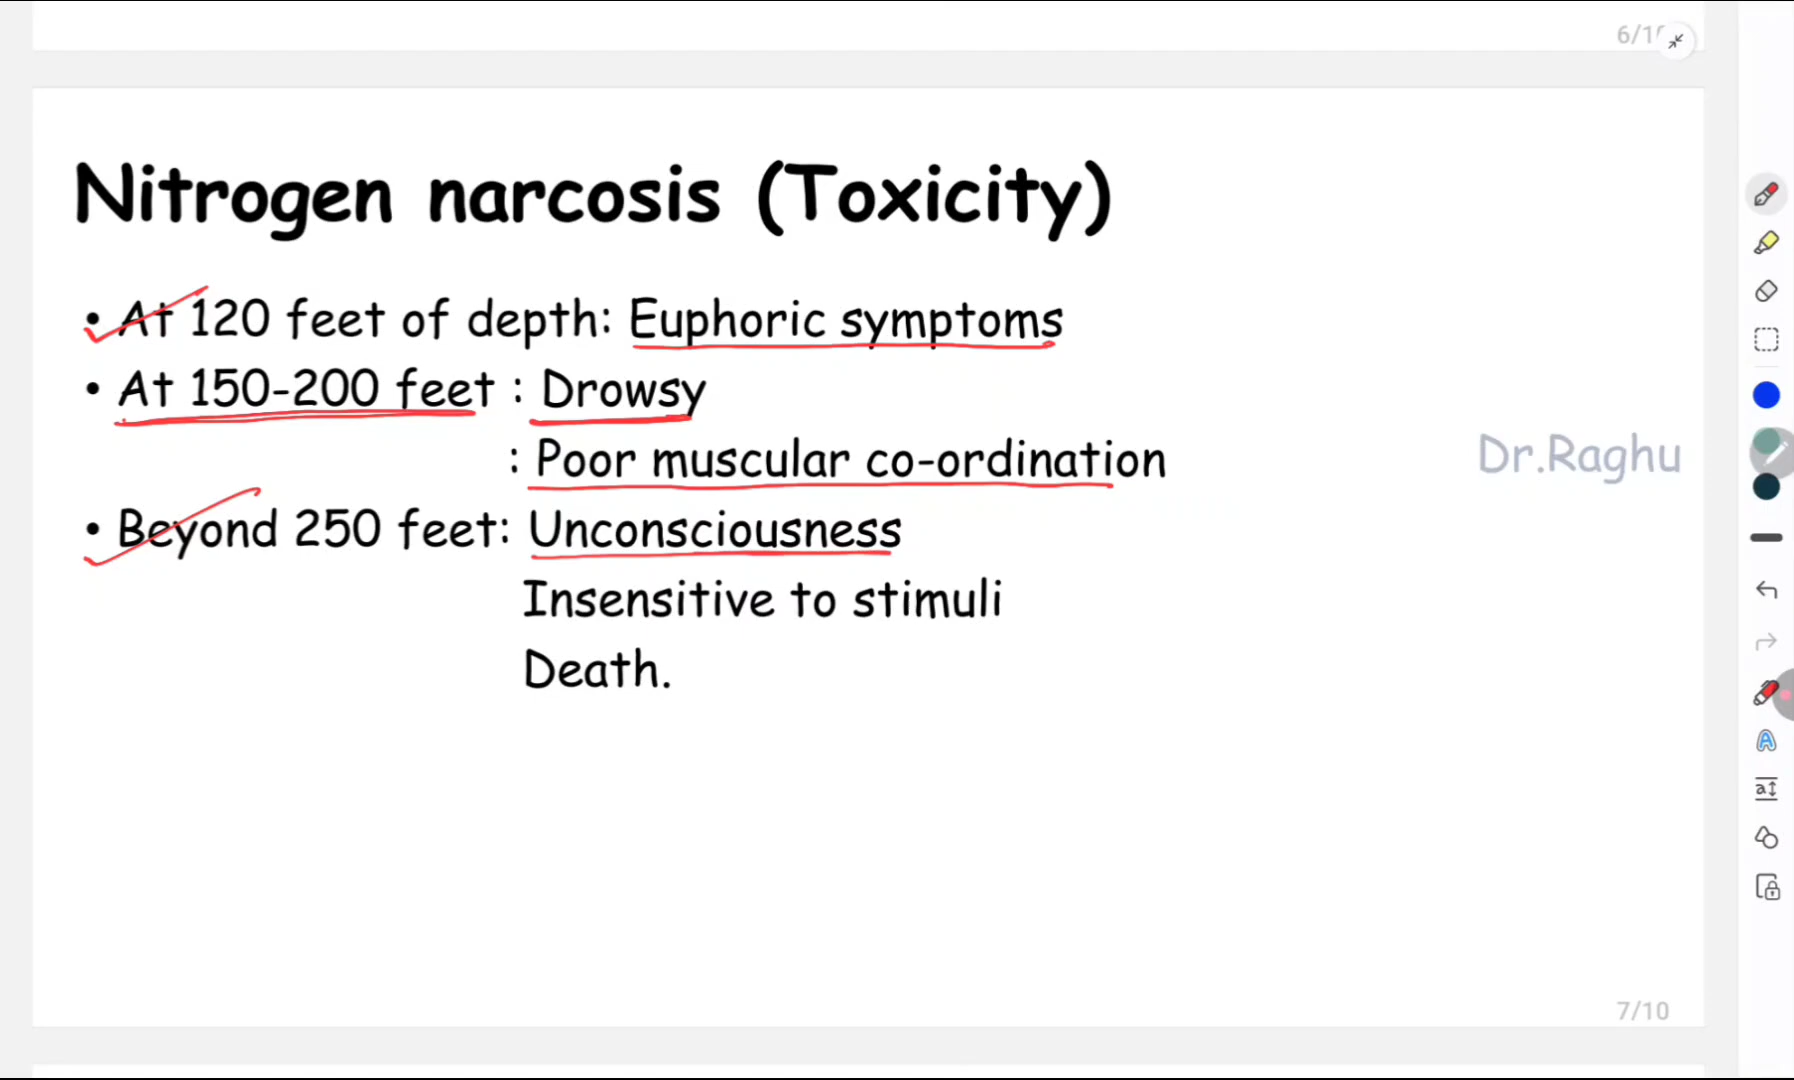 6/1
Nitrogen narcosis (Toxicity)
• At 120 feet of depth: Euphoric symptoms
• At 150-200 feet : Drowsy
: Poor muscular co-ordination
Dr.Raghu
• Beyond 250 feet: Unconsciousness
Insensitive to stimuli
Death.
7/10